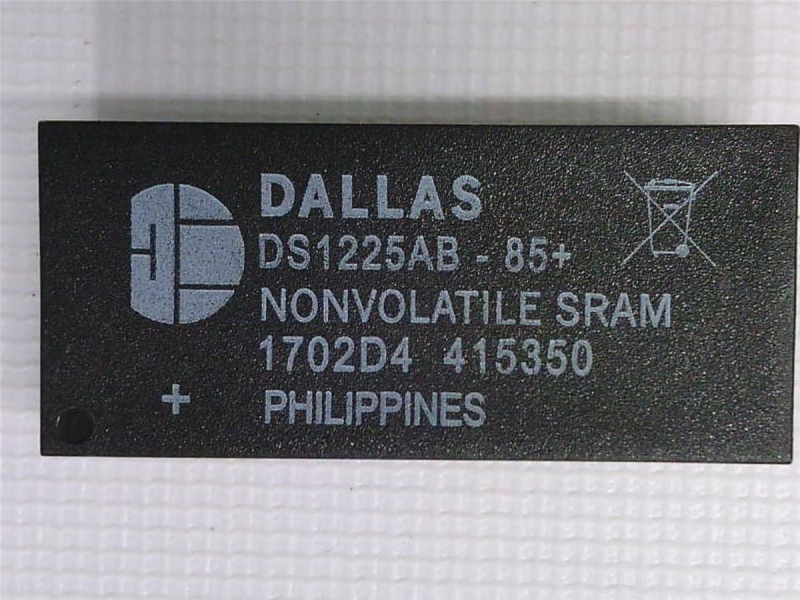 DALLAS
DS1225AB - 85+
NONVOLATILE SRAM
1702D4 415350
+ PHILIPPINES